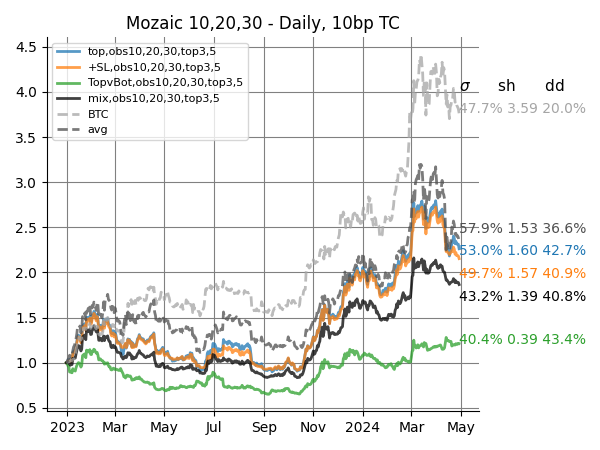 Mozaic 10,20,30 - Daily, 10bp TC
top,obs10,20,30,top3,5
+SL,obs10,20,30,top3,5
TopvBot,obs10,20,30,top3,5
mix,obs10,20,30,top3,5
BTC
avg
σ sh dd
47.7% 3.59 20.0%
57.9% 1.53 36.6%
53.0% 1.60 42.7%
49.7% 1.57 40.9%
43.2% 1.39 40.8%
40.4% 0.39 43.4%
4.5
4.0
3.5
3.0
2.5
2.0
1.5
1.0
0.5
2023 Mar May Jul Sep Nov 2024 Mar May